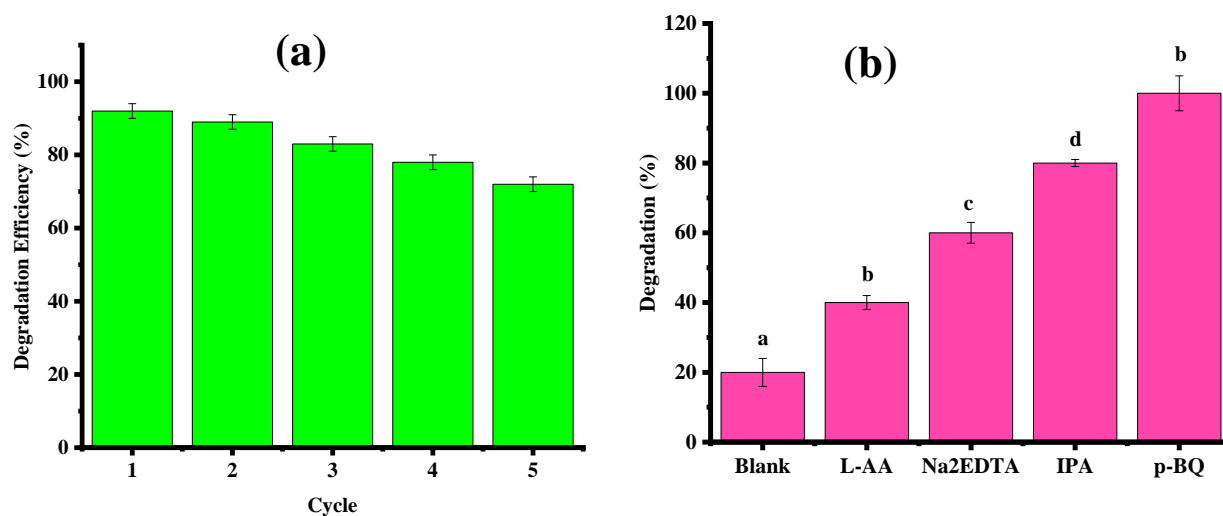 (a)
Degradation Efficiency (%)
100
80
60
40
20
0
1 2 3 4 5
Cycle
(b)
Degradation (%)
120
100
80
60
40
20
0
a
b
c
d
b
Blank L-AA Na2EDTA IPA p-BQ